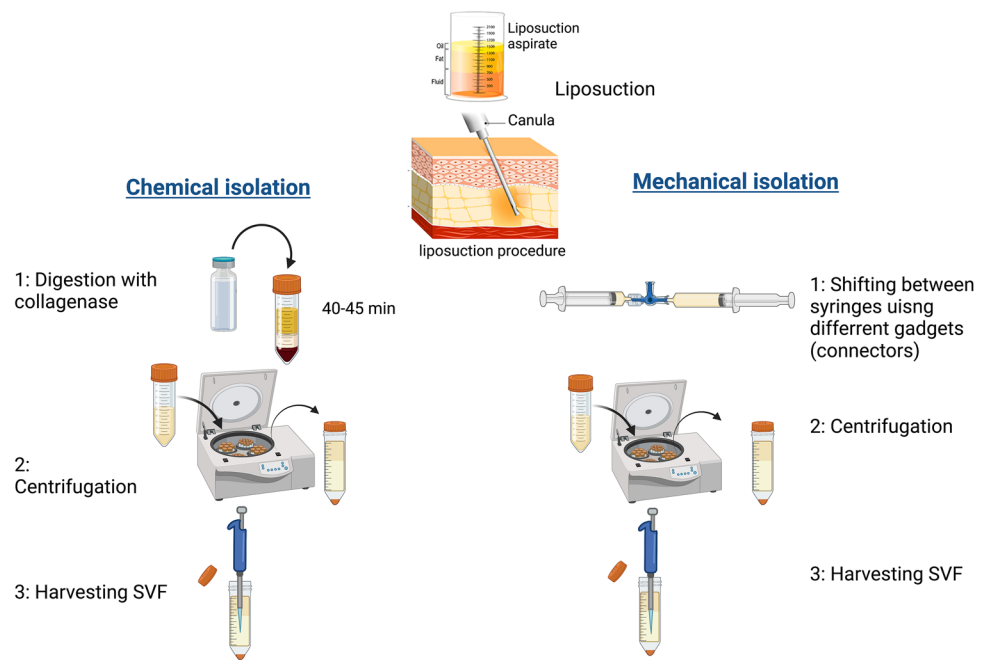 Liposuction
aspirate
Oil
Fat
Fluid
Liposuction
Canula
liposuction procedure
Chemical isolation
1: Digestion with
collagenase
40-45 min
2:
Centrifugation
3: Harvesting SVF
Mechanical isolation
1: Shifting between
syringes uisng
differrent gadgets
(connectors)
2: Centrifugation
3: Harvesting SVF